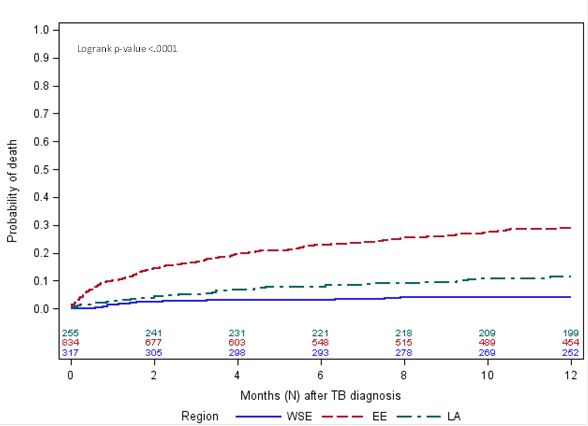 1.0
Logrank p-value <.0001
0.9
0.8
0.7
0.6
0.5
0.4
0.3
0.2
0.1
0.0
Probability of death
255 241 231 221 218 209 199
834 677 603 548 515 489 454
317 305 298 293 278 269 252
0 2 4 6 8 10 12
Months (N) after TB diagnosis
Region WSE EE LA